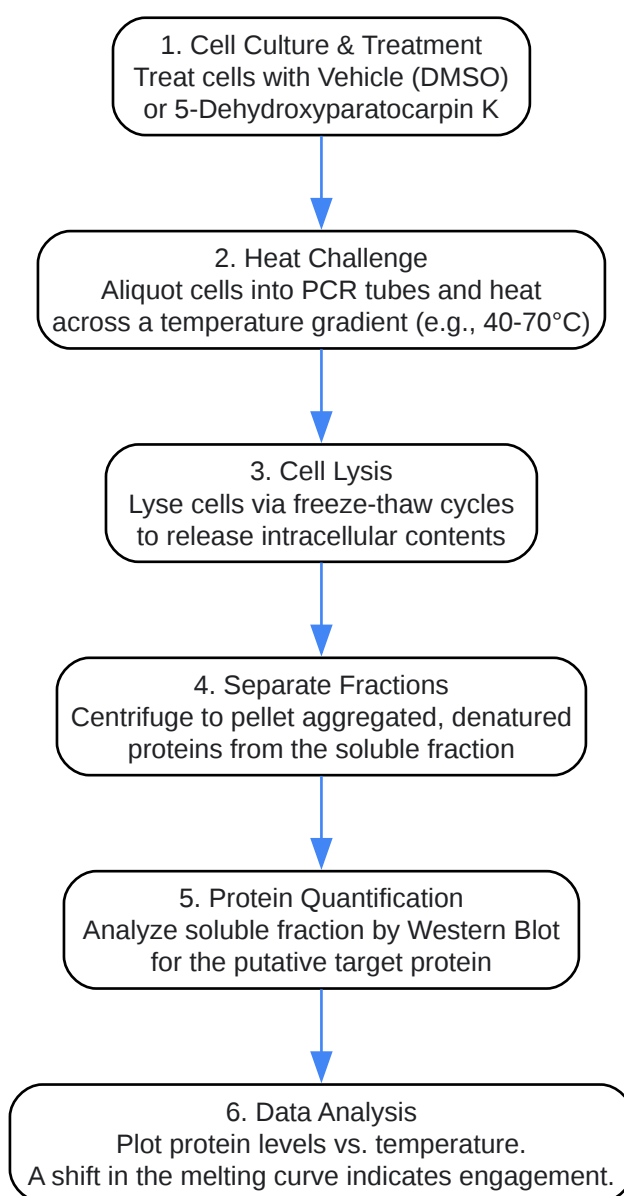 1. Cell Culture & Treatment
Treat cells with Vehicle (DMSO)
or 5-Dehydroxyparatocarpin K
2. Heat Challenge
Aliquot cells into PCR tubes and heat
across a temperature gradient (e.g., 40-70°C)
3. Cell Lysis
Lyse cells via freeze-thaw cycles
to release intracellular contents
4. Separate Fractions
Centrifuge to pellet aggregated, denatured
proteins from the soluble fraction
5. Protein Quantification
Analyze soluble fraction by Western Blot
for the putative target protein
6. Data Analysis
Plot protein levels vs. temperature.
A shift in the melting curve indicates engagement.